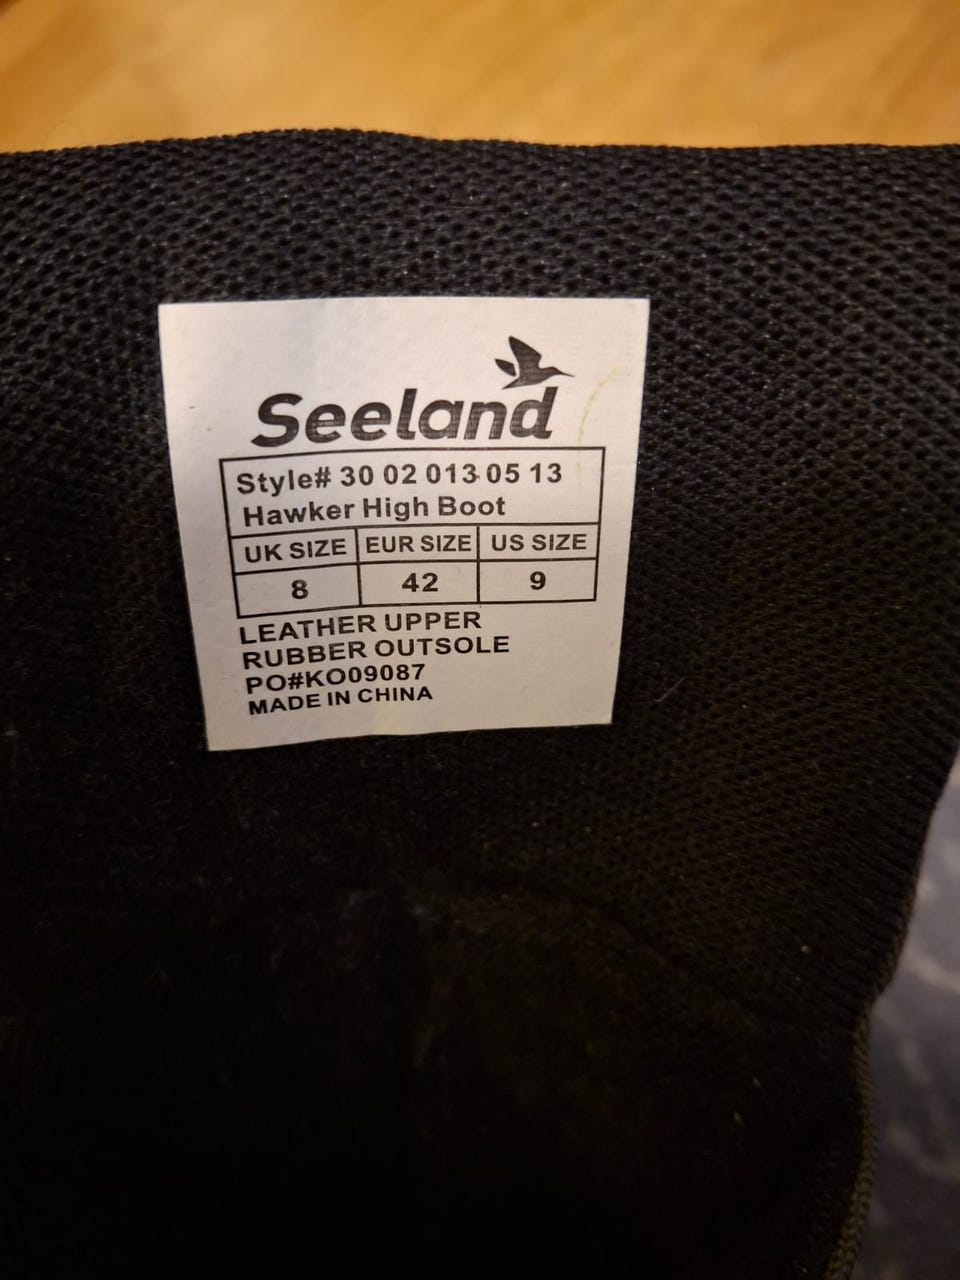 Seeland
Style# 30 02 013 05 13
Hawker High Boot
UK SIZE EUR SIZE US SIZE
8 42 9
LEATHER UPPER
RUBBER OUTSOLE
PO#KO09087
MADE IN CHINA